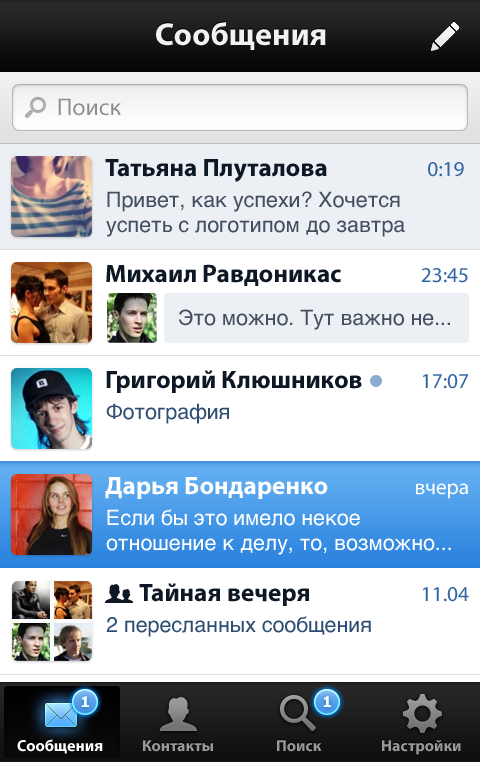 Сообщения
Поиск
Татьяна Плуталова 0:19
Привет, как успехи? Хочется
успеть с логотипом до завтра
Михаил Равдоникас 23:45
Это можно. Тут важно не...
Григорий Клюшников 17:07
Фотография
Дарья Бондаренко вчера
Если бы это имело некое
отношение к делу, то, возможно...
Тайная вечеря 11.04
2 пересланных сообщения
1 1
Сообщения Контакты Поиск Настройки